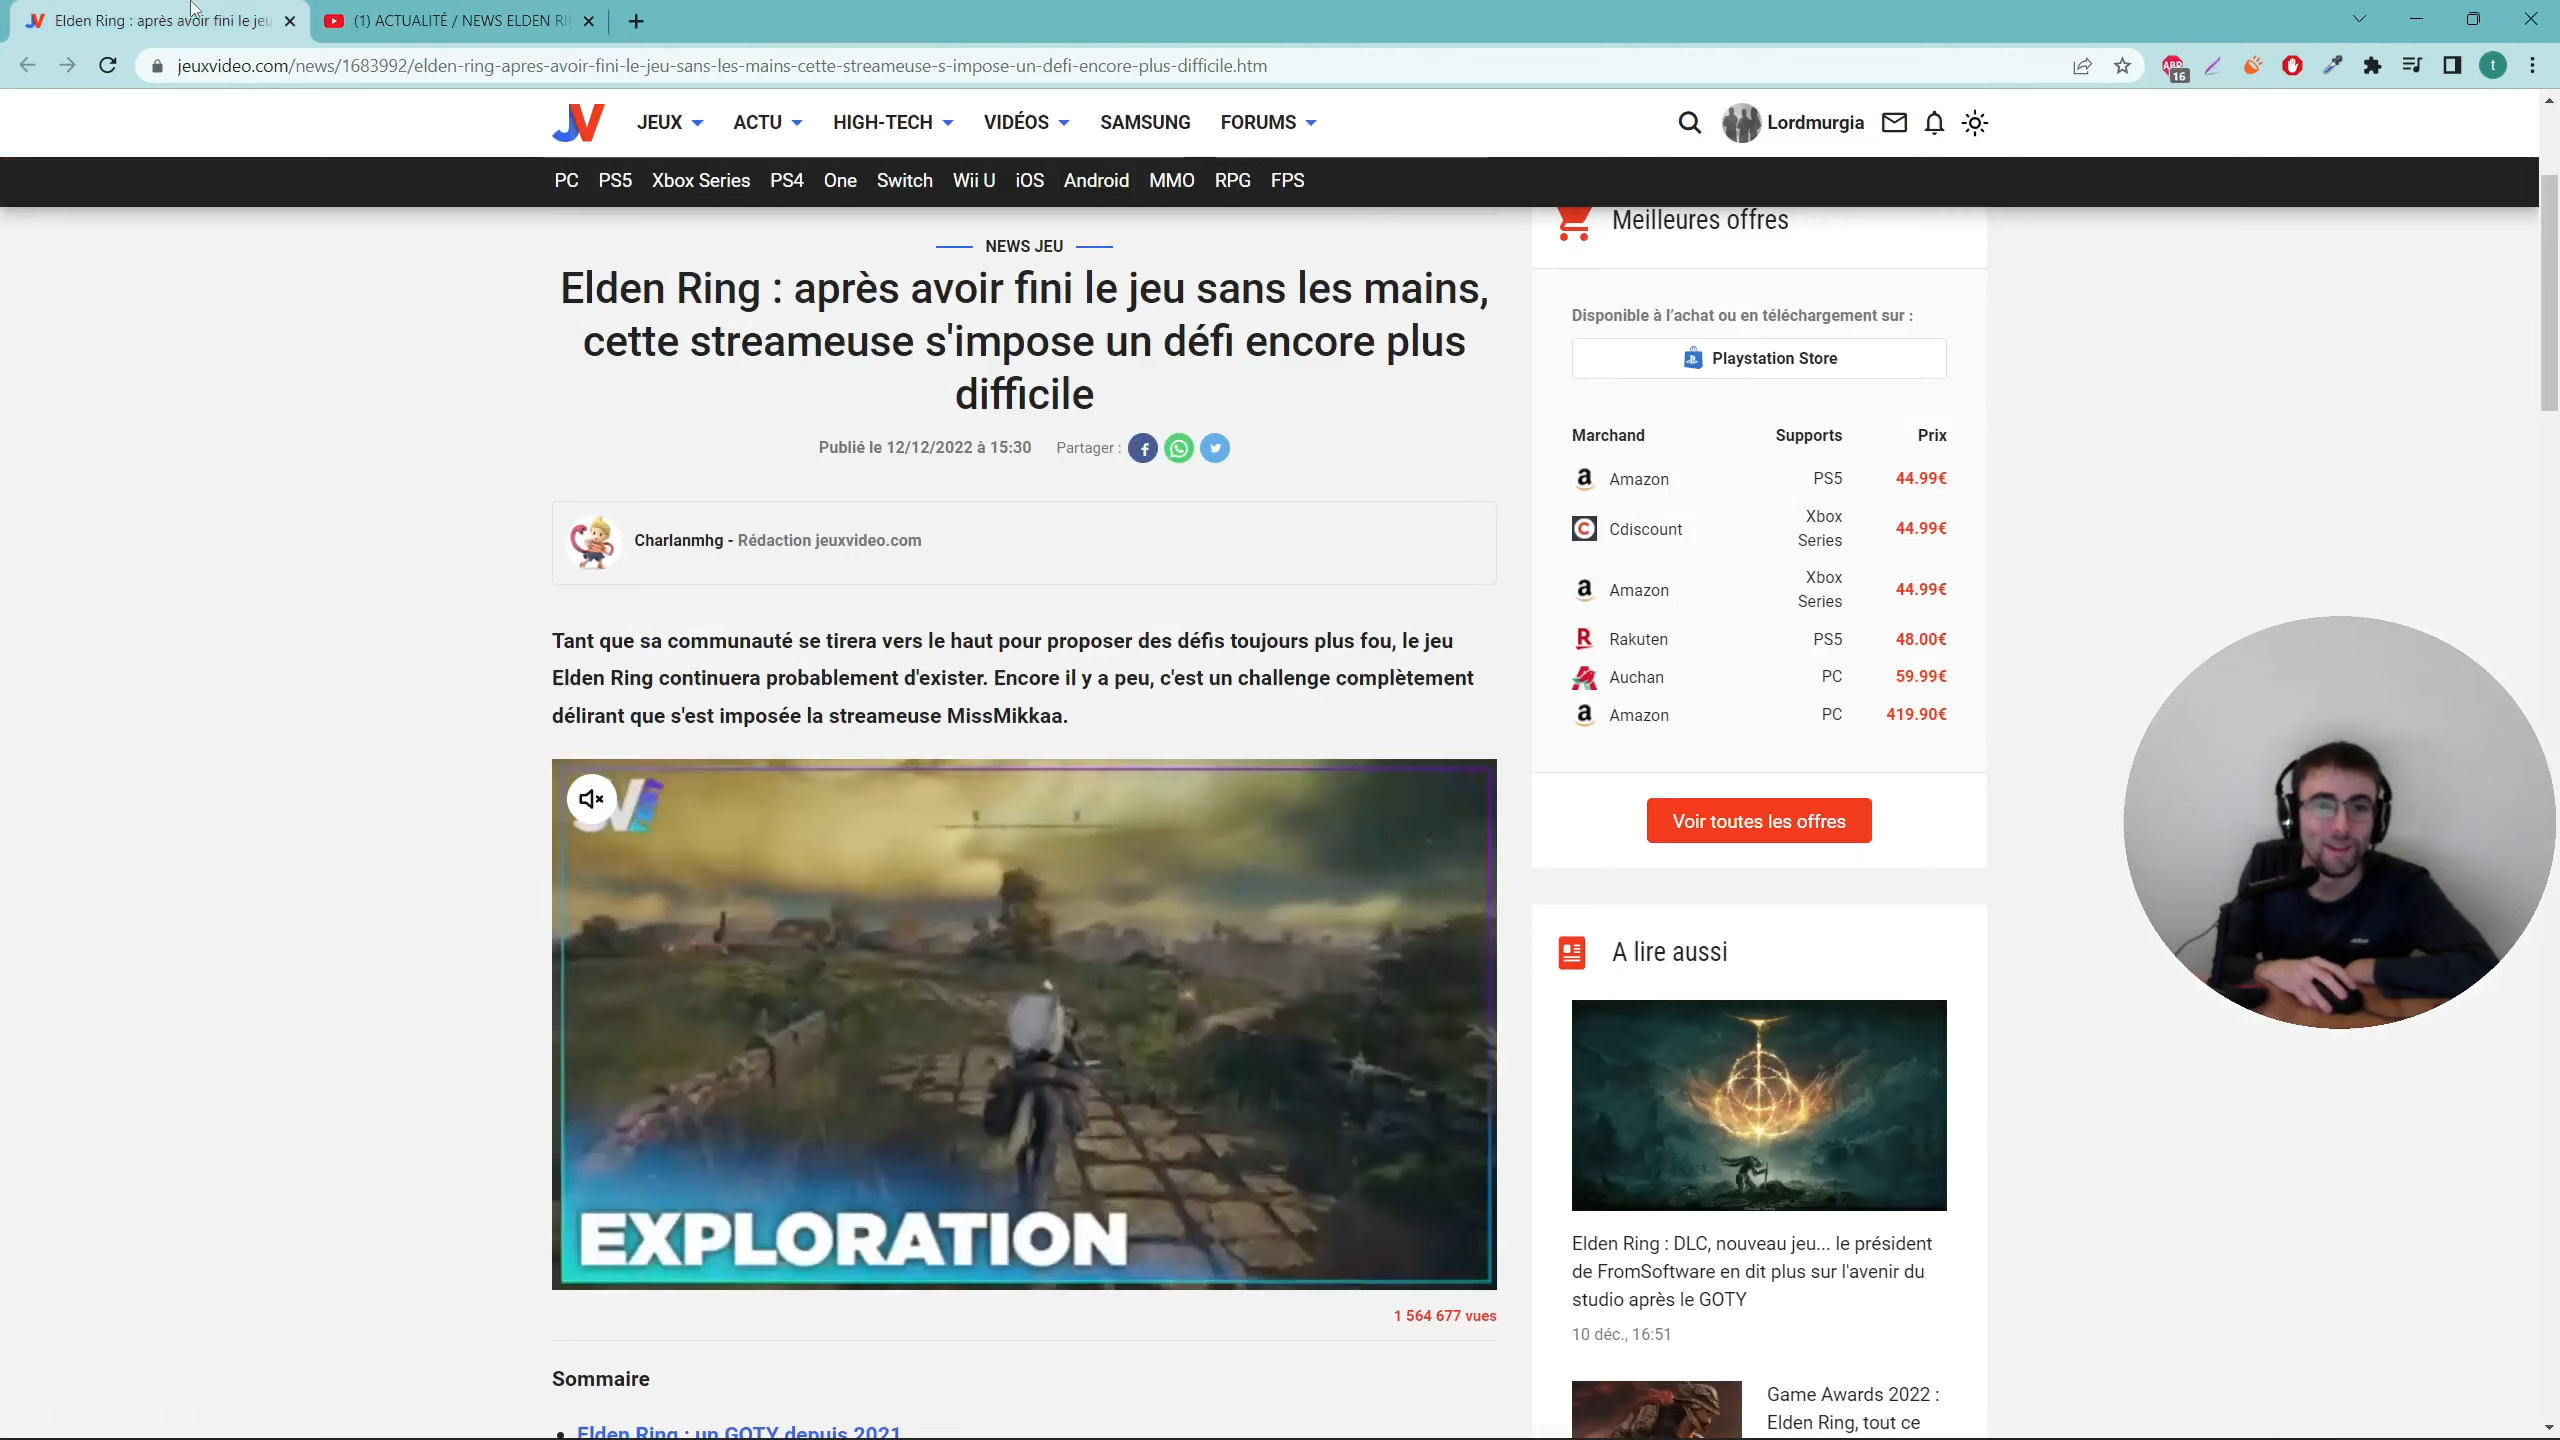 Elden Ring : après avoir fini le jeu
(1) ACTUALITÉ / NEWS ELDEN RI
jeuxvideo.com/news/1683992/elden-ring-apres-avoir-fini-le-jeu-sans-les-mains-cette-streameuse-s-impose-un-defi-encore-plus-difficile.htm
ABP
16
t
JV
JEUX
ACTU
HIGH-TECH
VIDÉOS
SAMSUNG
FORUMS
Lordmurgia
PC PS5 Xbox Series PS4 One Switch Wii U iOS Android MMO RPG FPS
NEWS JEU
Elden Ring : après avoir fini le jeu sans les mains,
cette streameuse s'impose un défi encore plus
difficile
Publié le 12/12/2022 à 15:30 Partager :
Charlanmhg - Rédaction jeuxvideo.com
Tant que sa communauté se tirera vers le haut pour proposer des défis toujours plus fou, le jeu
Elden Ring continuera probablement d'exister. Encore il y a peu, c'est un challenge complètement
délirant que s'est imposée la streameuse MissMikkaa.
EXPLORATION
1 564 677 vues
Sommaire
Elden Ring : un GOTY depuis 2021
Meilleures offres
Disponible à l'achat ou en téléchargement sur :
Playstation Store
Marchand Supports Prix
Amazon PS5 44.99€
Cdiscount Xbox Series 44.99€
Amazon Xbox Series 44.99€
Rakuten PS5 48.00€
Auchan PC 59.99€
Amazon PC 419.90€
Voir toutes les offres
A lire aussi
Elden Ring : DLC, nouveau jeu... le président
de FromSoftware en dit plus sur l'avenir du
studio après le GOTY
10 déc., 16:51
Game Awards 2022 :
Elden Ring, tout ce